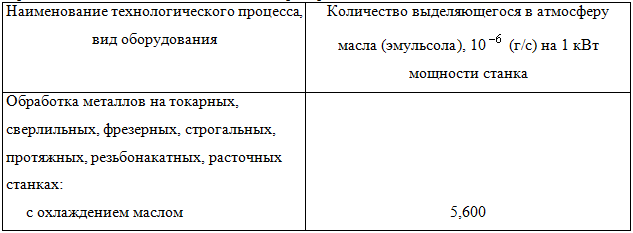 Наименование технологического процесса,
вид оборудования
Количество выделяющегося в атмосферу
масла (эмульсола), 10⁻⁶ (г/с) на 1 кВт
мощности станка
Обработка металлов на токарных,
сверлильных, фрезерных, строгальных,
протяжных, резьбонакатных, расточных
станках:
с охлаждением маслом
5,600